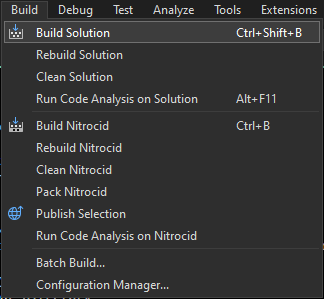 Build Debug Test Analyze Tools Extensions
Build Solution Ctrl+Shift+B
Rebuild Solution
Clean Solution
Run Code Analysis on Solution Alt+F11
Build Nitrocid Ctrl+B
Rebuild Nitrocid
Clean Nitrocid
Pack Nitrocid
Publish Selection
Run Code Analysis on Nitrocid
Batch Build...
Configuration Manager...